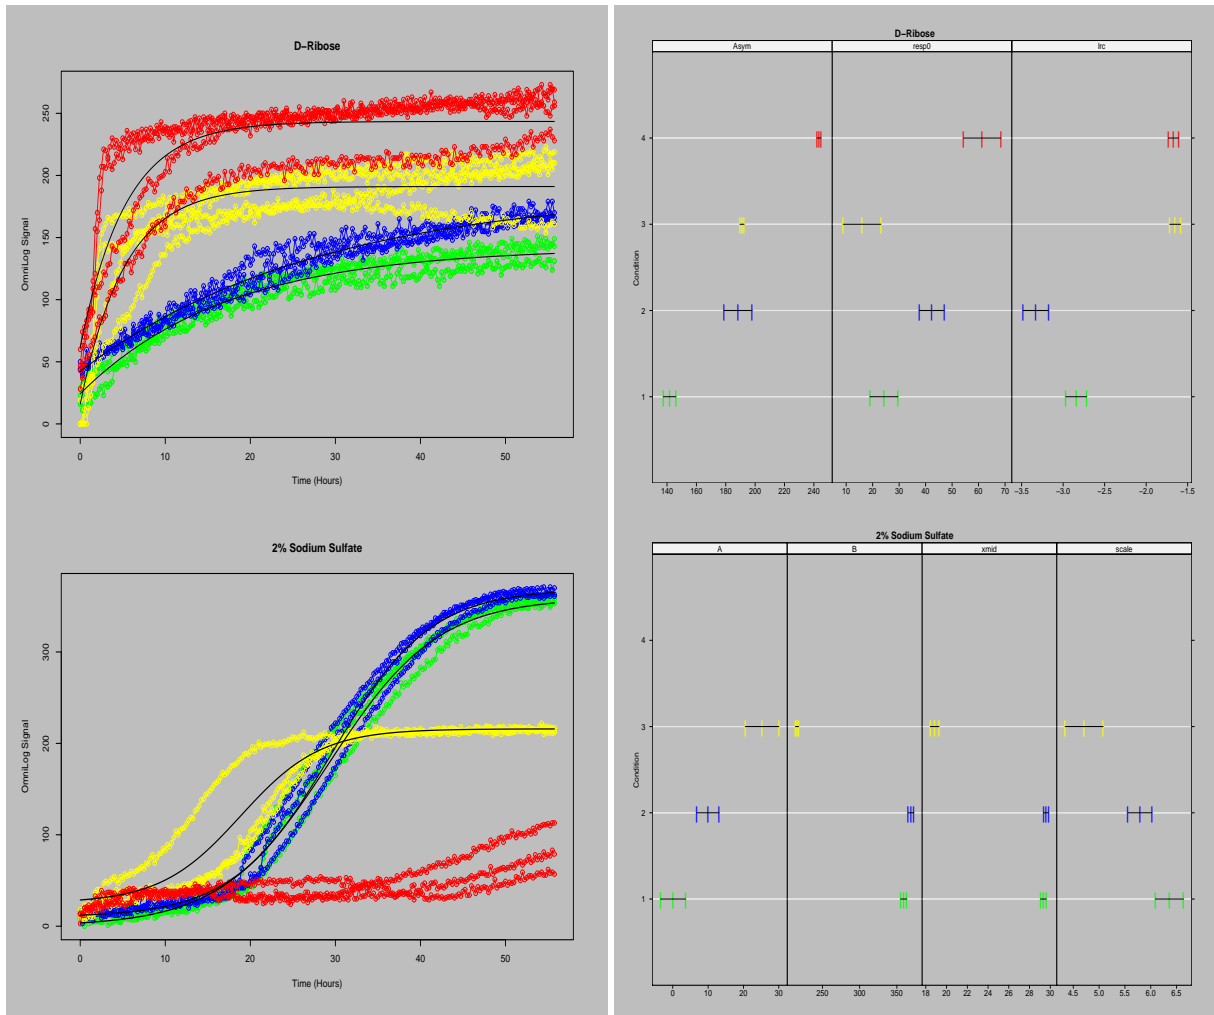 D–Ribose
OmniLog Signal
0 50 100 150 200 250
0 10 20 30 40 50
Time (Hours)
D–Ribose
Asym resp0 lrc
Condition
4
3
2
1
140 160 180 200 220 240 10 20 30 40 50 60 70 −3.5 −3.0 −2.5 −2.0 −1.5
2% Sodium Sulfate
OmniLog Signal
0 100 200 300
0 10 20 30 40 50
Time (Hours)
2% Sodium Sulfate
A B xmid scale
Condition
4
3
2
1
0 10 20 30 250 300 350 18 20 22 24 26 28 30 4.5 5.0 5.5 6.0 6.5